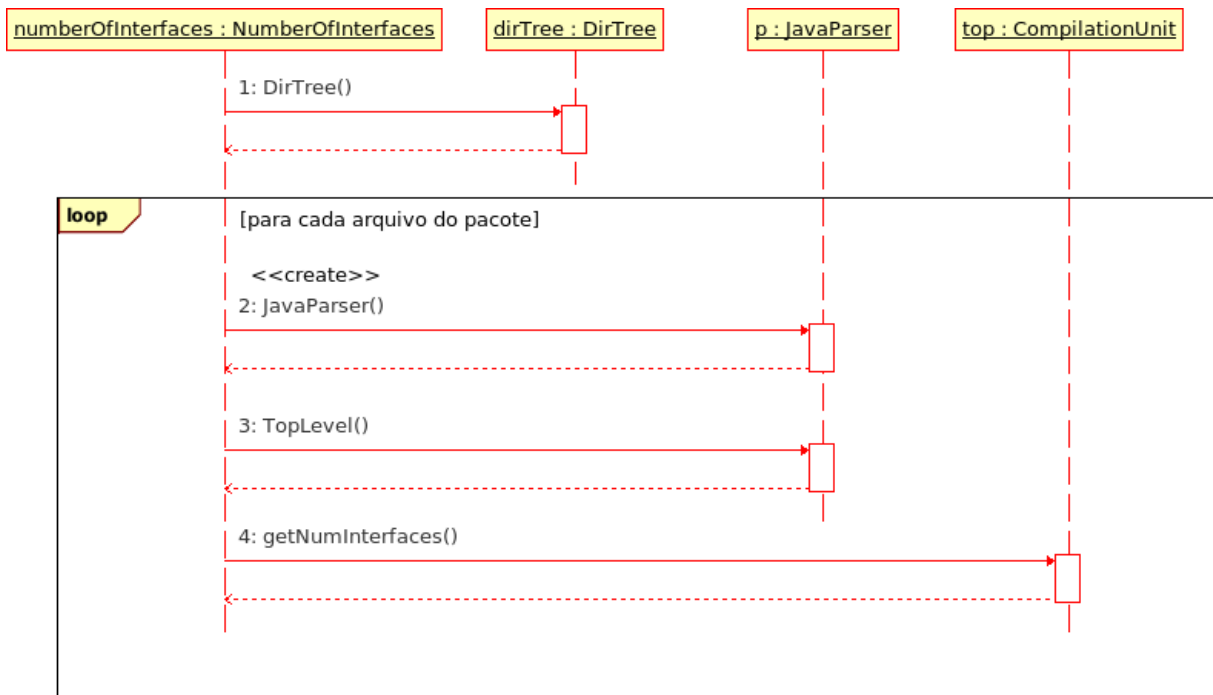 numberOfInterfaces : NumberOfInterfaces
dirTree : DirTree
p : JavaParser
top : CompilationUnit
1: DirTree()
loop
[para cada arquivo do pacote]
<<create>>
2: JavaParser()
3: TopLevel()
4: getNumInterfaces()